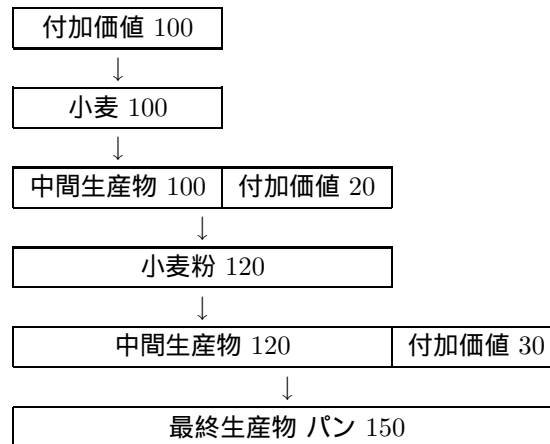 付加価値 100
↓
小麦 100
↓
中間生産物 100 付加価値 20
↓
小麦粉 120
↓
中間生産物 120 付加価値 30
↓
最終生産物 パン 150